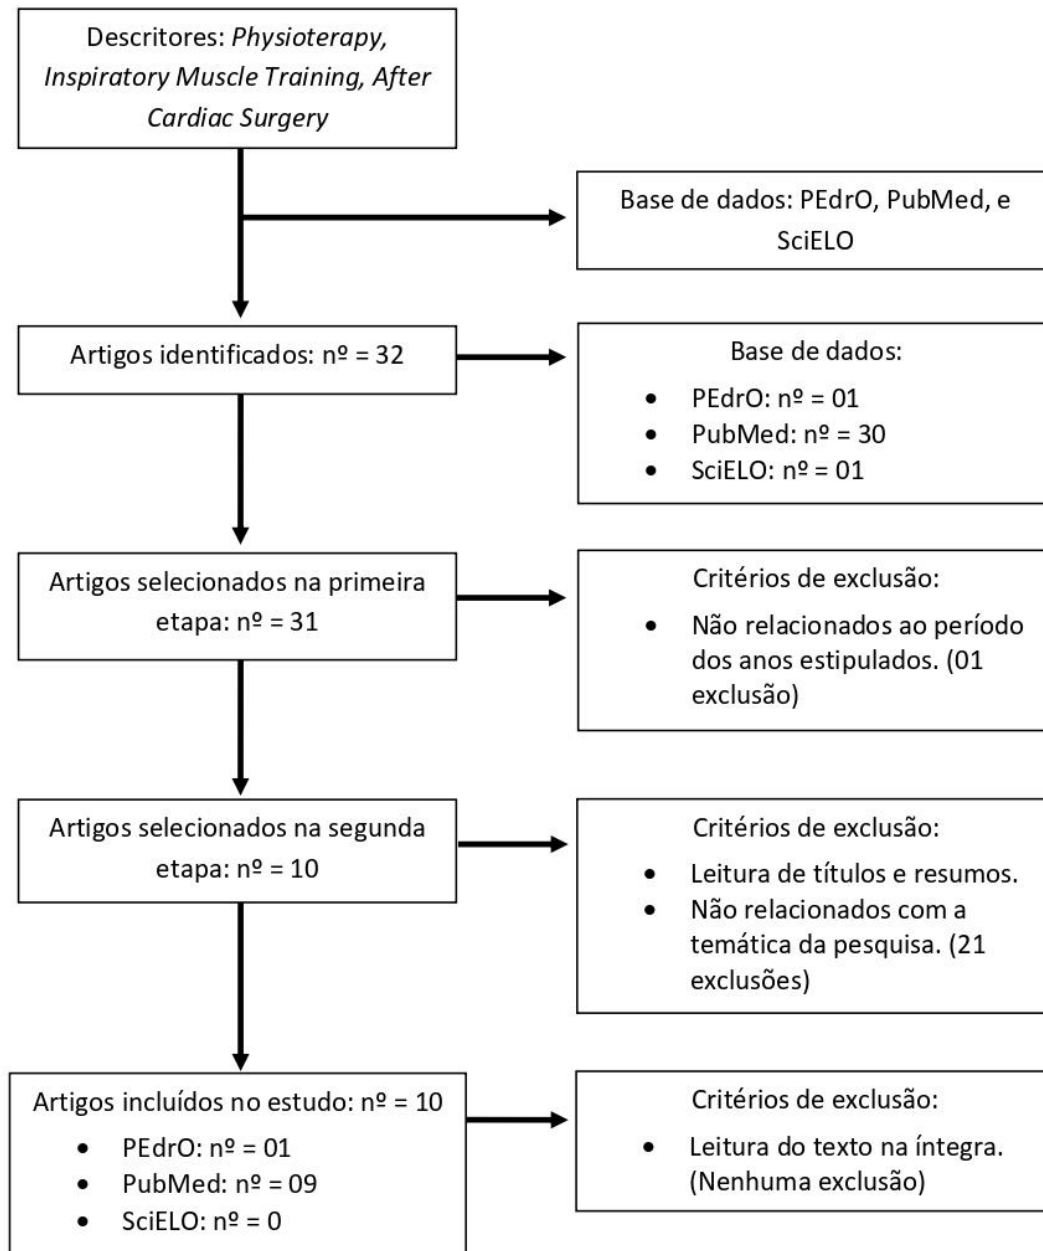 Descritores: Physioterapy,
Inspiratory Muscle Training, After
Cardiac Surgery
Base de dados: PEdrO, PubMed, e
SciELO
Artigos identificados: nº = 32
Base de dados:
• PEdrO: nº = 01
• PubMed: nº = 30
• SciELO: nº = 01
Artigos selecionados na primeira
etapa: nº = 31
Critérios de exclusão:
• Não relacionados ao período
dos anos estipulados. (01
exclusão)
Artigos selecionados na segunda
etapa: nº = 10
Critérios de exclusão:
• Leitura de títulos e resumos.
• Não relacionados com a
temática da pesquisa. (21
exclusões)
Artigos incluídos no estudo: nº = 10
• PEdrO: nº = 01
• PubMed: nº = 09
• SciELO: nº = 0
Critérios de exclusão:
• Leitura do texto na íntegra.
(Nenhuma exclusão)